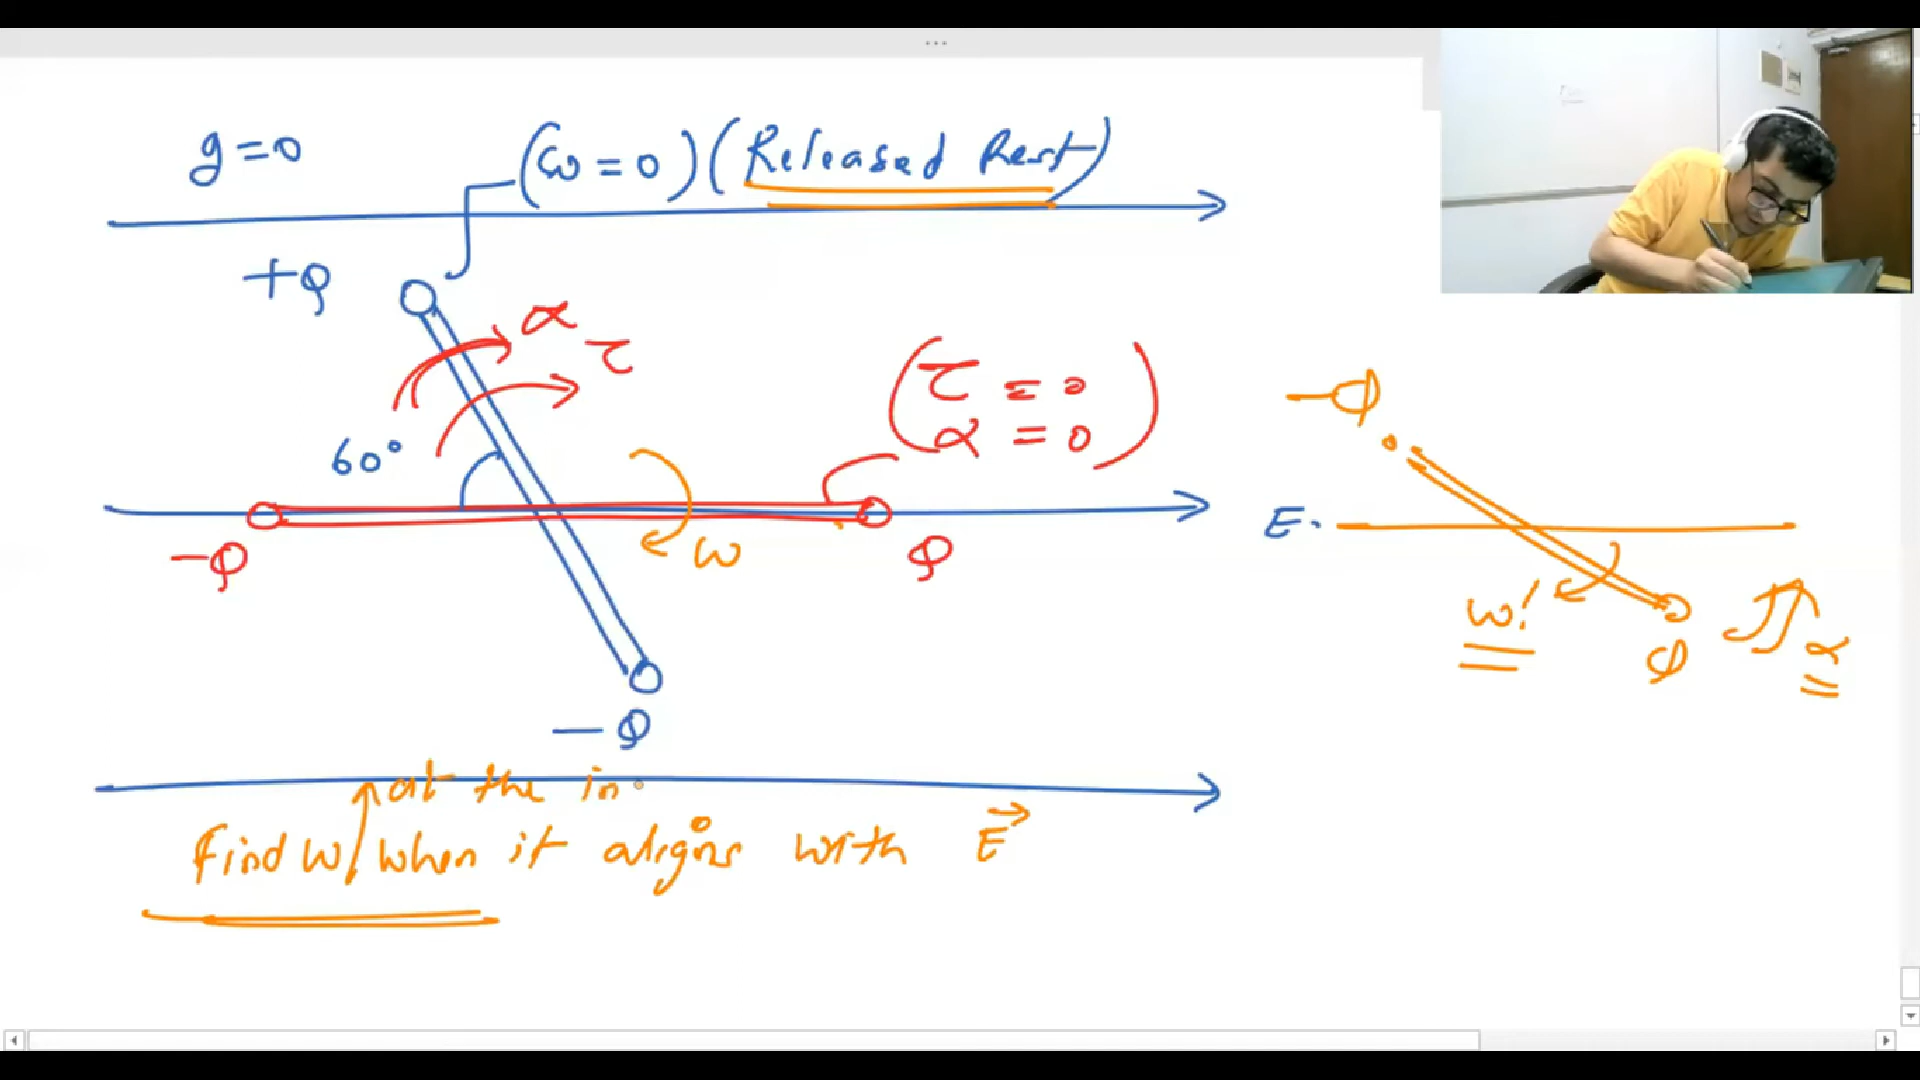 g=0
(ω=0)(Released Rest)
+Q
α
τ
60°
(τ = 0
α = 0)
ω
-Q
Q
-Q
at the in
find ω/when it aligns with E→
-Q
E
ω!
Q
α